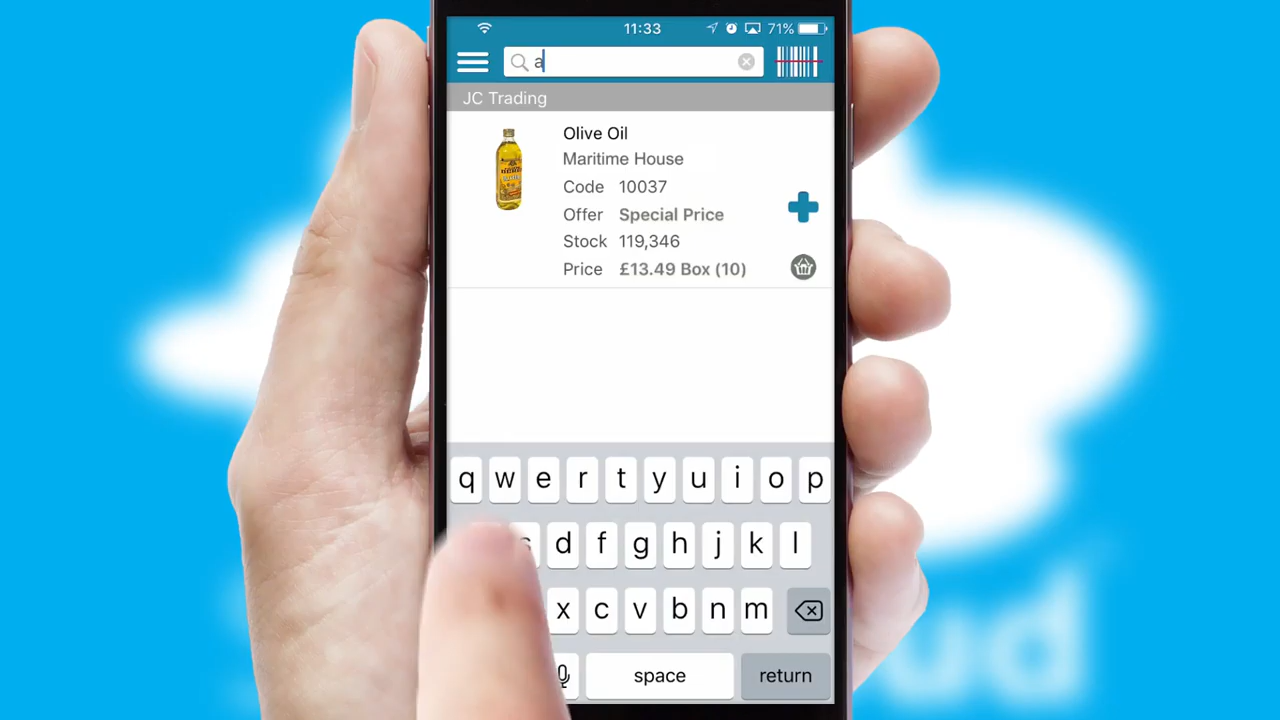 11:33
71%
a
JC Trading
Olive Oil
Maritime House
Code 10037
Offer Special Price
Stock 119,346
Price £13.49 Box (10)
q w e r t y u i o p
s d f g h j k l
x c v b n m
space return